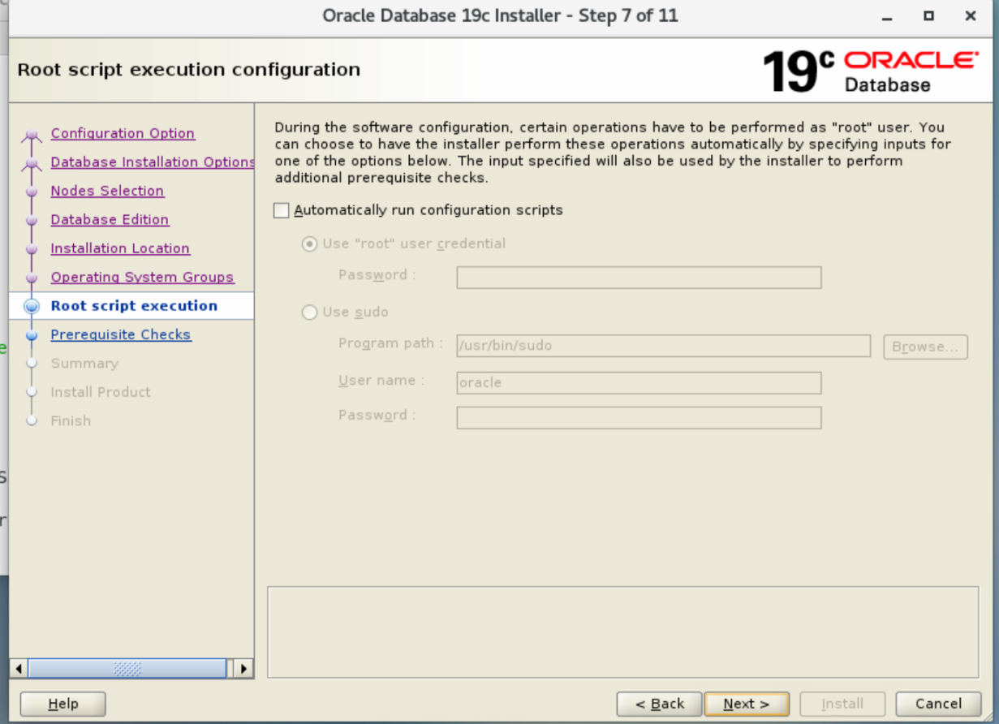 Oracle Database 19c Installer - Step 7 of 11
Root script execution configuration
19c ORACLE
Database
Configuration Option
Database Installation Options
Nodes Selection
Database Edition
Installation Location
Operating System Groups
Root script execution
Prerequisite Checks
Summary
Install Product
Finish
During the software configuration, certain operations have to be performed as "root" user. You
can choose to have the installer perform these operations automatically by specifying inputs for
one of the options below. The input specified will also be used by the installer to perform
additional prerequisite checks.
Automatically run configuration scripts
Use "root" user credential
Password :
Use sudo
Program path : /usr/bin/sudo Browse...
User name : oracle
Password :
Help < Back Next > Install Cancel